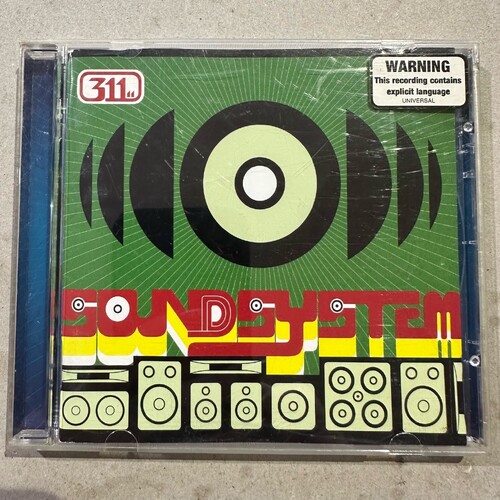 311
WARNING
This recording contains
explicit language
UNIVERSAL
SOUNDSYSTEM